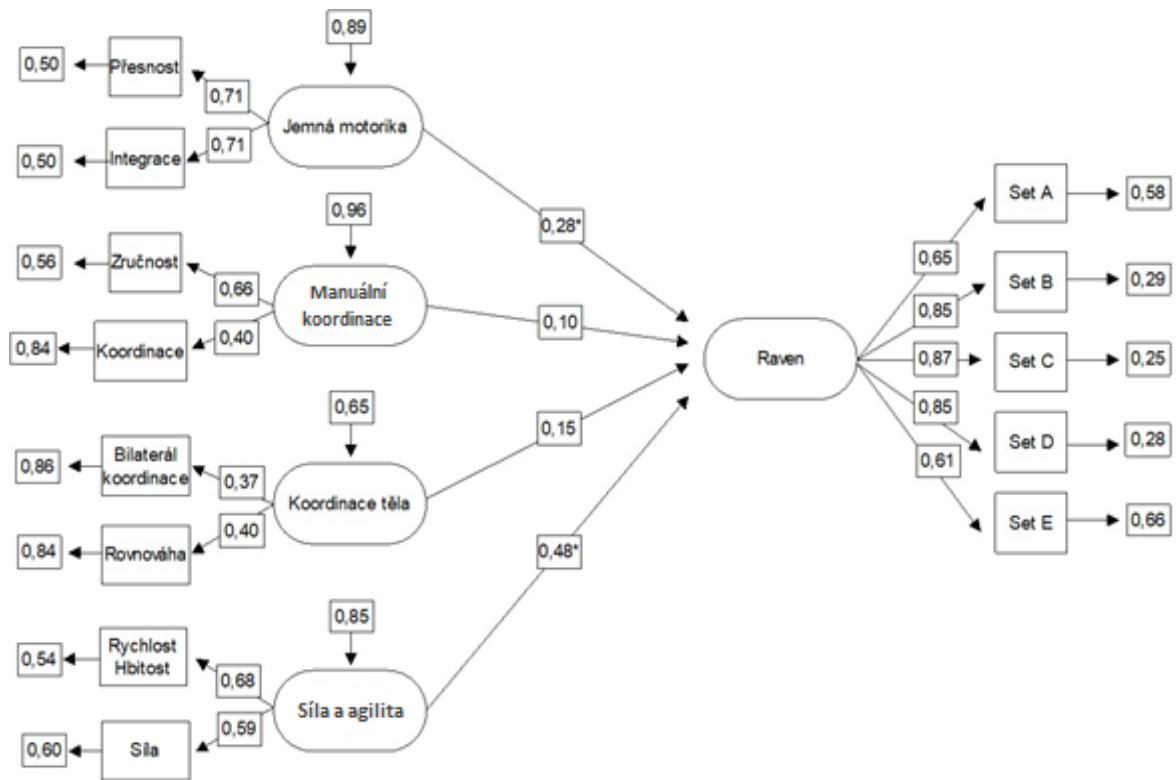 0,89
0,50
Přesnost
0,71
Jemná motorika
0,71
0,50
Integrace
0,96
0,28*
Set A
0,58
0,56
Zručnost
0,66
Manuální
koordinace
0,65
Set B
0,29
0,40
0,10
0,85
0,84
Koordinace
Raven
0,87
Set C
0,25
0,65
0,15
0,85
Set D
0,28
0,86
Bilaterál
koordinace
0,37
0,61
Koordinace těla
0,40
Set E
0,66
0,84
Rovnováha
0,48*
0,85
0,54
Rychlost
Hbitost
0,68
Síla a agilita
0,59
0,60
Síla